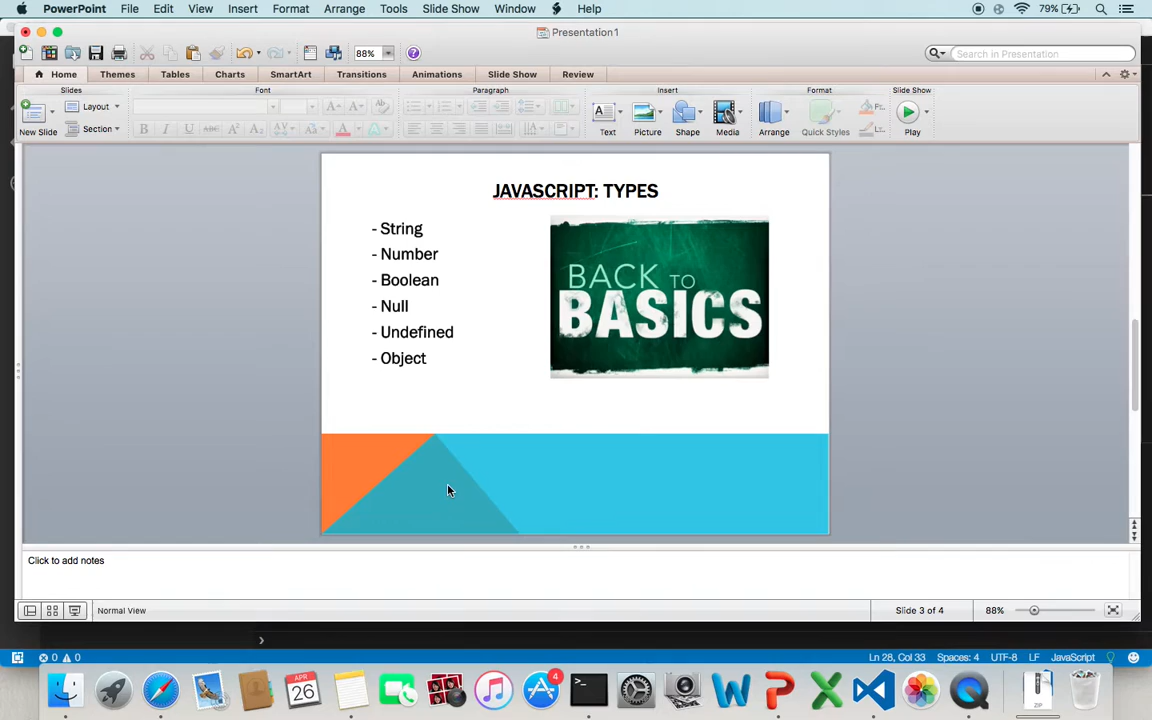 PowerPoint File Edit View Insert Format Arrange Tools Slide Show Window Help 79%
Presentation1
88% Search in Presentation
Home Themes Tables Charts SmartArt Transitions Animations Slide Show Review
Slides Font Paragraph Insert Format Slide Show
Layout
New Slide Section Text Picture Shape Media Arrange Quick Styles Play
JAVASCRIPT: TYPES
- String
- Number
- Boolean
- Null
- Undefined
- Object
BACK TO
BASICS
Click to add notes
Normal View Slide 3 of 4 88%
0 0 Ln 28, Col 33 Spaces: 4 UTF-8 LF JavaScript
APR
26
4
ZIP